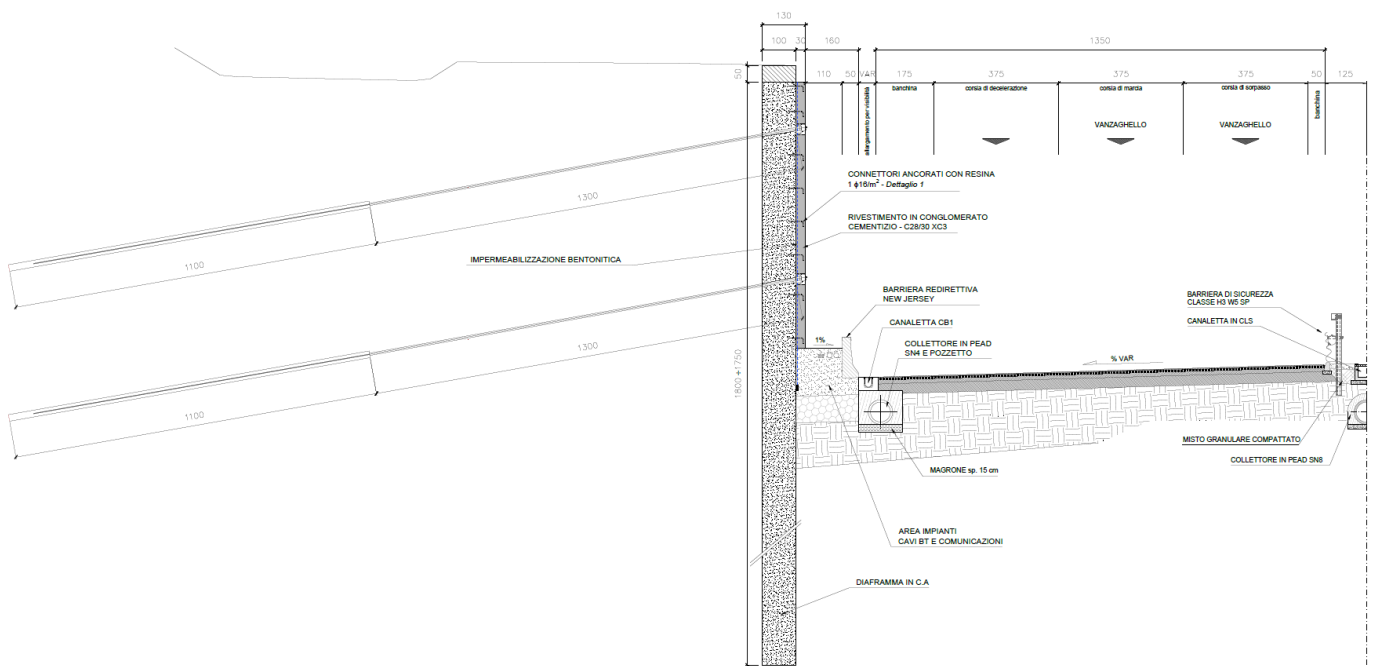 130
100
30
160
1350
50
110
50
VAR
175
375
375
375
50
125
allargamento per visibilità
banchina
corsia di decelerazione
corsia di marcia
corsia di sorpasso
banchina
VANZAGHELLO
VANZAGHELLO
CONNETTORI ANCORATI CON RESINA
1 ϕ16/m² - Dettaglio 1
1300
RIVESTIMENTO IN CONGLOMERATO
CEMENTIZIO - C28/30 XC3
1100
IMPERMEABILIZZAZIONE BENTONITICA
BARRIERA REDIRETTIVA
NEW JERSEY
BARRIERA DI SICUREZZA
CLASSE H3 W5 SP
CANALETTA CB1
CANALETTA IN CLS
1%
COLLETTORE IN PEAD
SN4 E POZZETTO
1300
% VAR
1800÷1750
1100
MISTO GRANULARE COMPATTATO
COLLETTORE IN PEAD SN8
MAGRONE sp. 15 cm
AREA IMPIANTI
CAVI BT E COMUNICAZIONI
DIAFRAMMA IN C.A